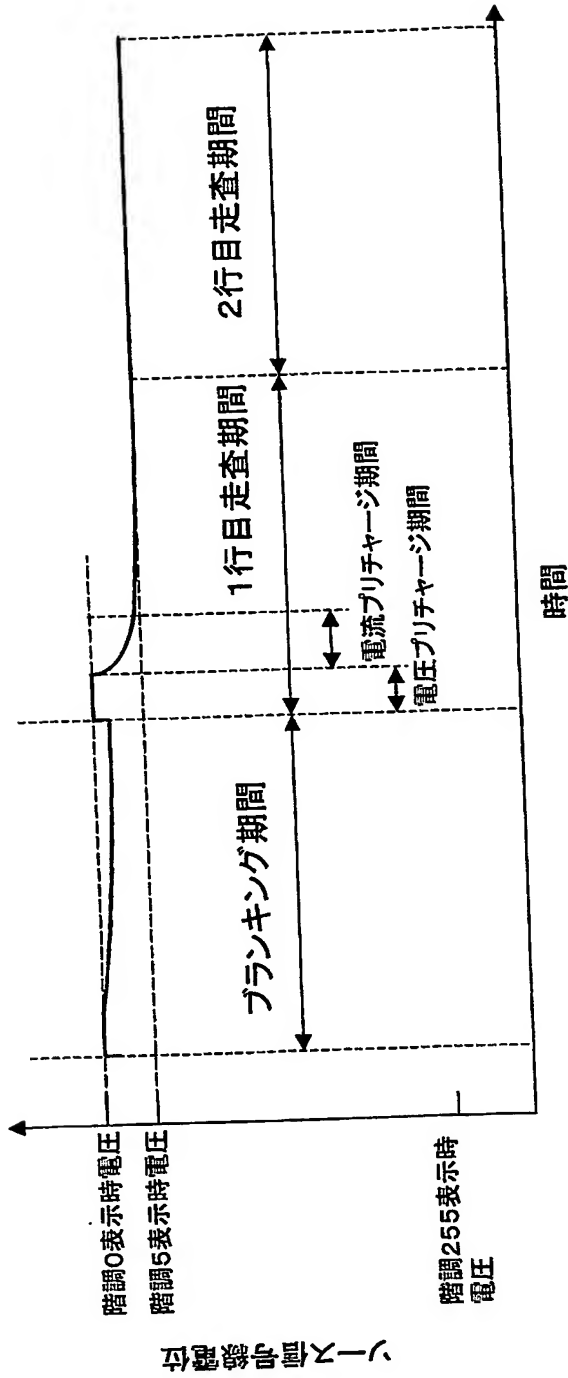 ソース信号線電位
階調0表示時電圧
階調5表示時電圧
階調255表示時
電圧
ブランキング期間
1行目走査期間
2行目走査期間
電流プリチャージ期間
電圧プリチャージ期間
時間